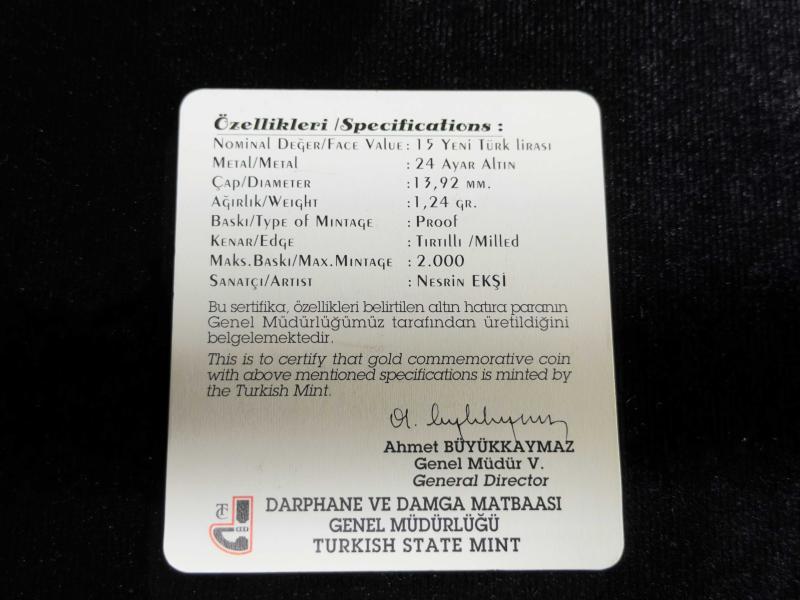 Özellikleri /Specifications :
Nominal Değer/Face Value : 15 Yeni Türk lirası
Metal/Metal : 24 Ayar Altın
Çap/Diameter : 13,92 mm.
Ağırlık/Weight : 1,24 gr.
Baskı/Type of Mintage : Proof
Kenar/Edge : Tırtıllı /Milled
Maks.Baskı/Max.Mintage : 2.000
Sanatçı/Artist : Nesrin EKŞİ
Bu sertifika, özellikleri belirtilen altın hatıra paranın
Genel Müdürlüğümüz tarafından üretildiğini
belgelemektedir.
This is to certify that gold commemorative coin
with above mentioned specifications is minted by
the Turkish Mint.
Ahmet BÜYÜKKAYMAZ
Genel Müdür V.
General Director
TC
DARPHANE VE DAMGA MATBAASI
GENEL MÜDÜRLÜĞÜ
TURKISH STATE MINT